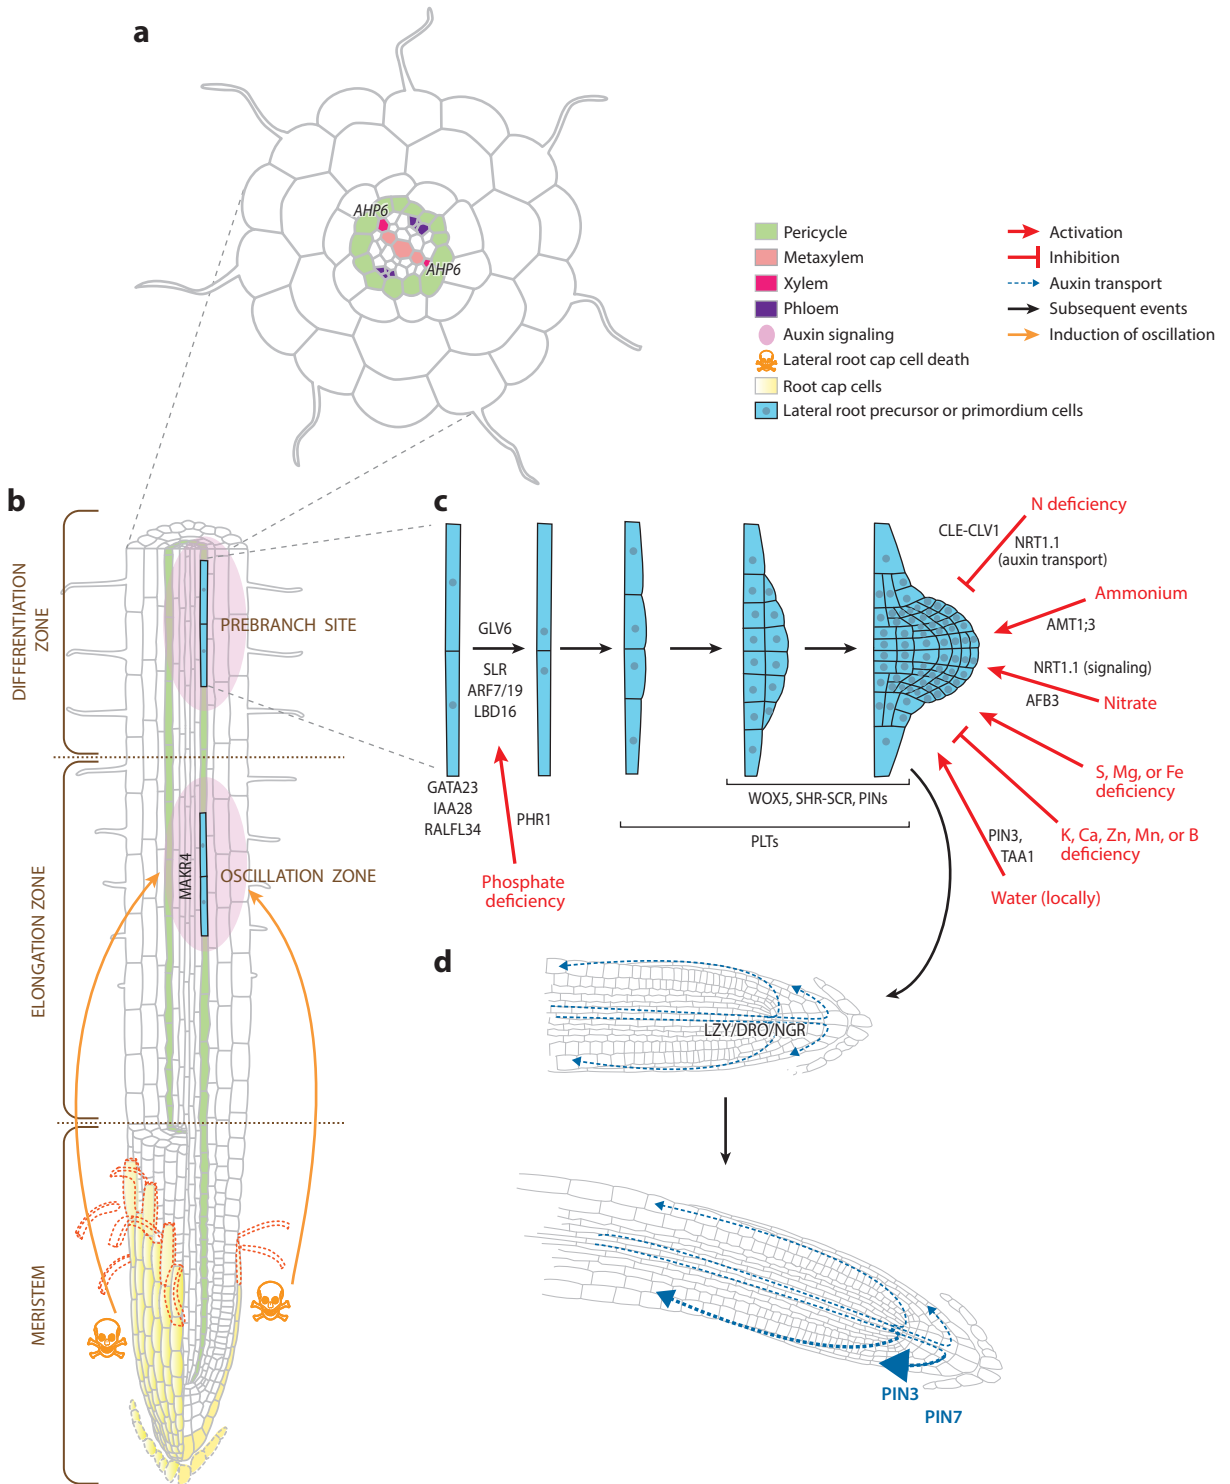 a
AHP6
AHP6
Pericycle
Metaxylem
Xylem
Phloem
Auxin signaling
Lateral root cap cell death
Root cap cells
Lateral root precursor or primordium cells
Activation
Inhibition
Auxin transport
Subsequent events
Induction of oscillation
b
DIFFERENTIATION
ZONE
PREBRANCH SITE
ELONGATION ZONE
MAKR4
OSCILLATION ZONE
MERISTEM
c
GLV6
SLR
ARF7/19
LBD16
GATA23
IAA28
RALFL34
PHR1
Phosphate
deficiency
WOX5, SHR-SCR, PINs
PLTs
N deficiency
CLE-CLV1
NRT1.1
(auxin transport)
Ammonium
AMT1;3
NRT1.1 (signaling)
AFB3
Nitrate
S, Mg, or Fe
deficiency
K, Ca, Zn, Mn, or B
deficiency
PIN3,
TAA1
Water (locally)
d
LZY/DRO/NGR
PIN3
PIN7